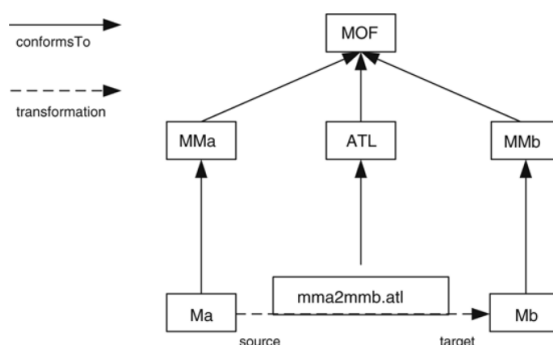 MOF
conformsTo
transformation
MMa
ATL
MMb
mma2mmb.atl
Ma
Mb
source
target